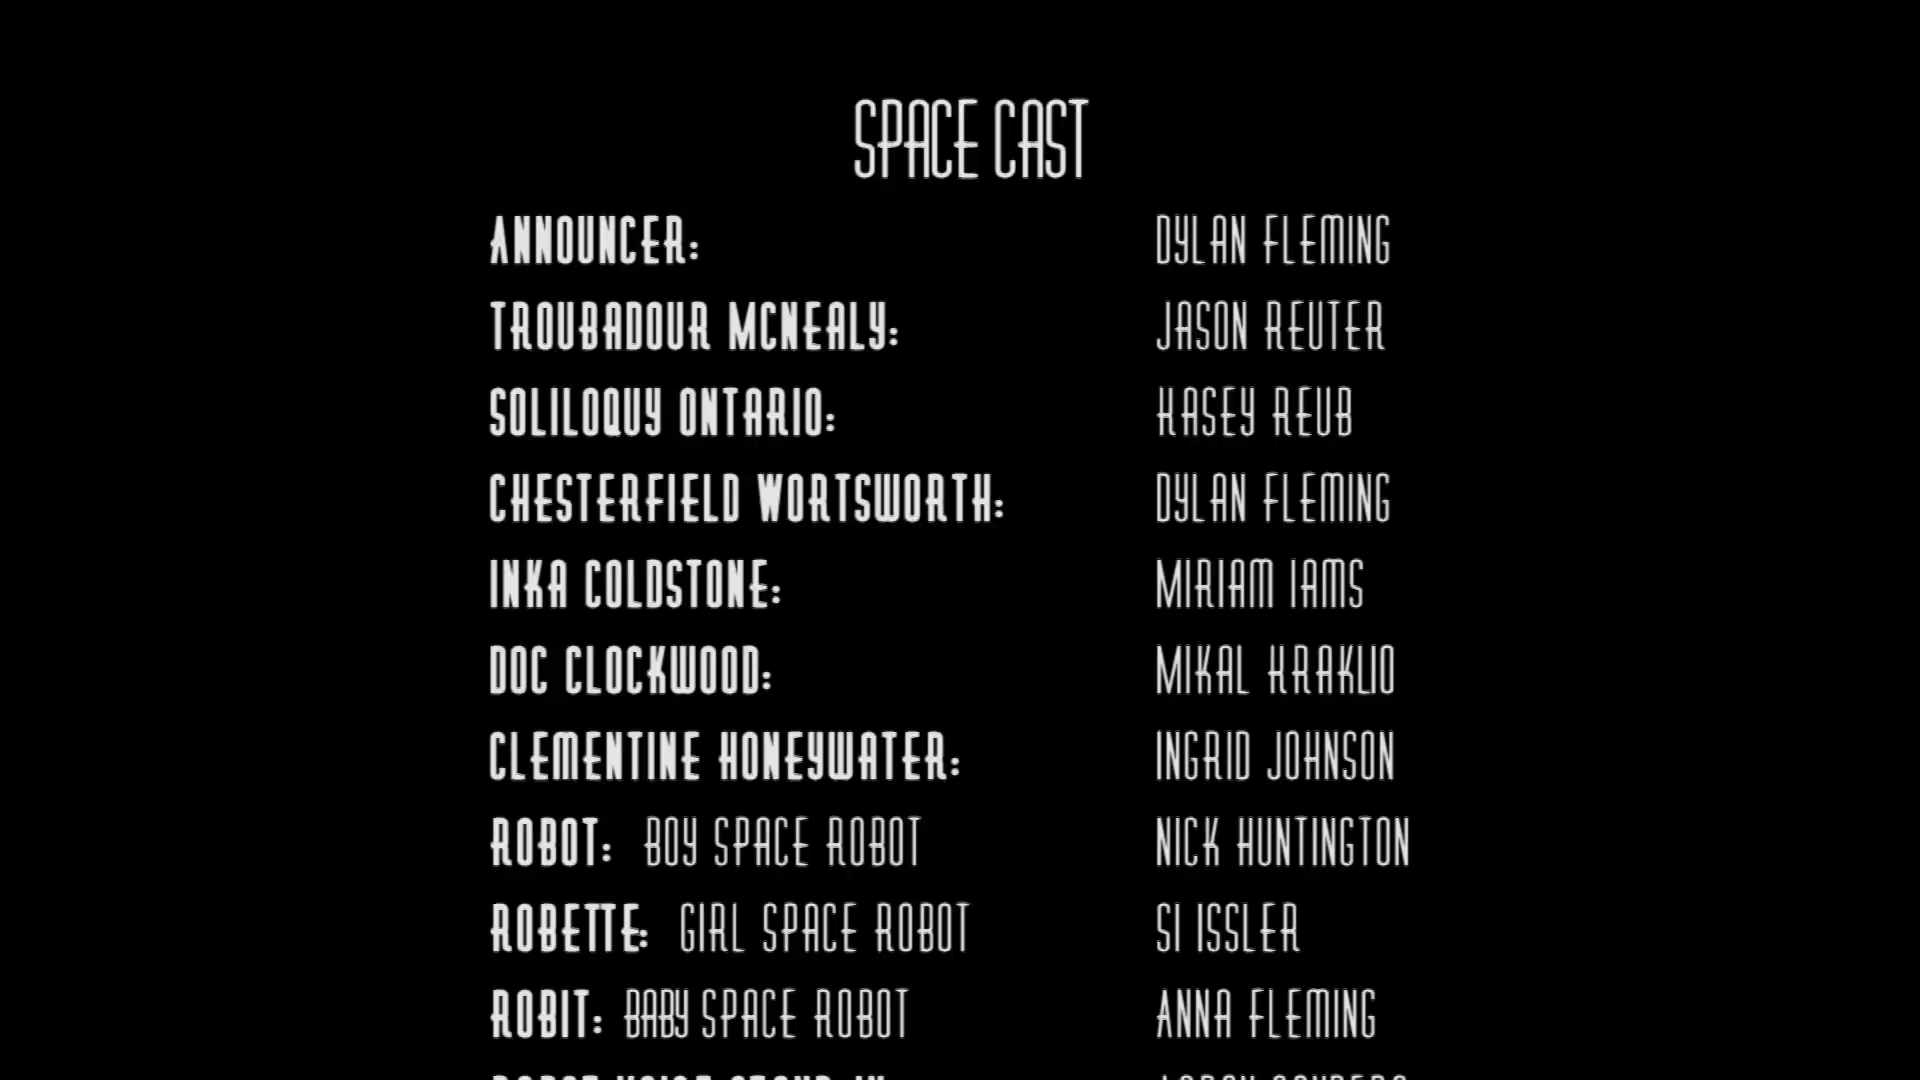 SPACE CAST
ANNOUNCER: DYLAN FLEMING
TROUBADOUR MCNEALY: JASON REUTER
SOLILOQUY ONTARIO: KASEY REUB
CHESTERFIELD WORTSWORTH: DYLAN FLEMING
INKA COLDSTONE: MIRIAM IAMS
DOC CLOCKWOOD: MIKAL KRAKLIO
CLEMENTINE HONEYWATER: INGRID JOHNSON
ROBOT: BOY SPACE ROBOT NICK HUNTINGTON
ROBETTE: GIRL SPACE ROBOT SI ISSLER
ROBIT: BABY SPACE ROBOT ANNA FLEMING